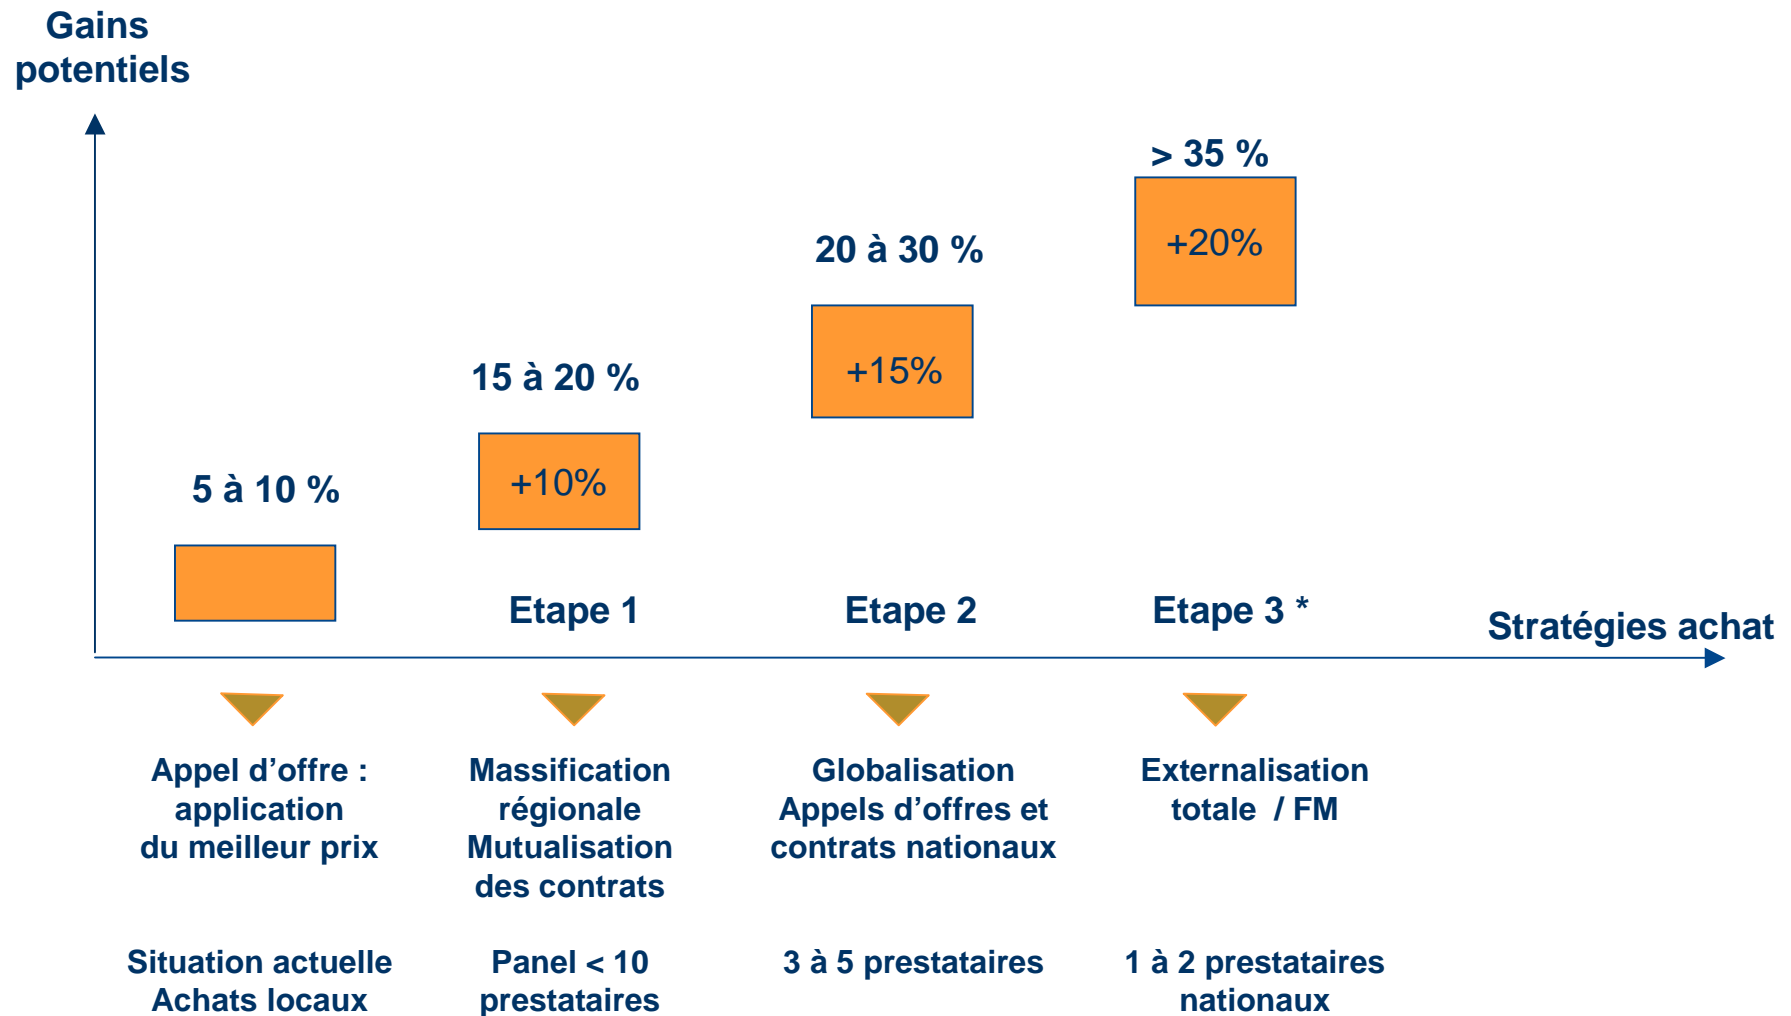 Gains
potentiels
> 35 %
+20%
20 à 30 %
+15%
15 à 20 %
+10%
5 à 10 %
Etape 1
Etape 2
Etape 3 *
Stratégies achat
Appel d’offre :
application
du meilleur prix
Situation actuelle
Achats locaux
Massification
régionale
Mutualisation
des contrats
Panel < 10
prestataires
Globalisation
Appels d’offres et
contrats nationaux
3 à 5 prestataires
Externalisation
totale / FM
1 à 2 prestataires
nationaux